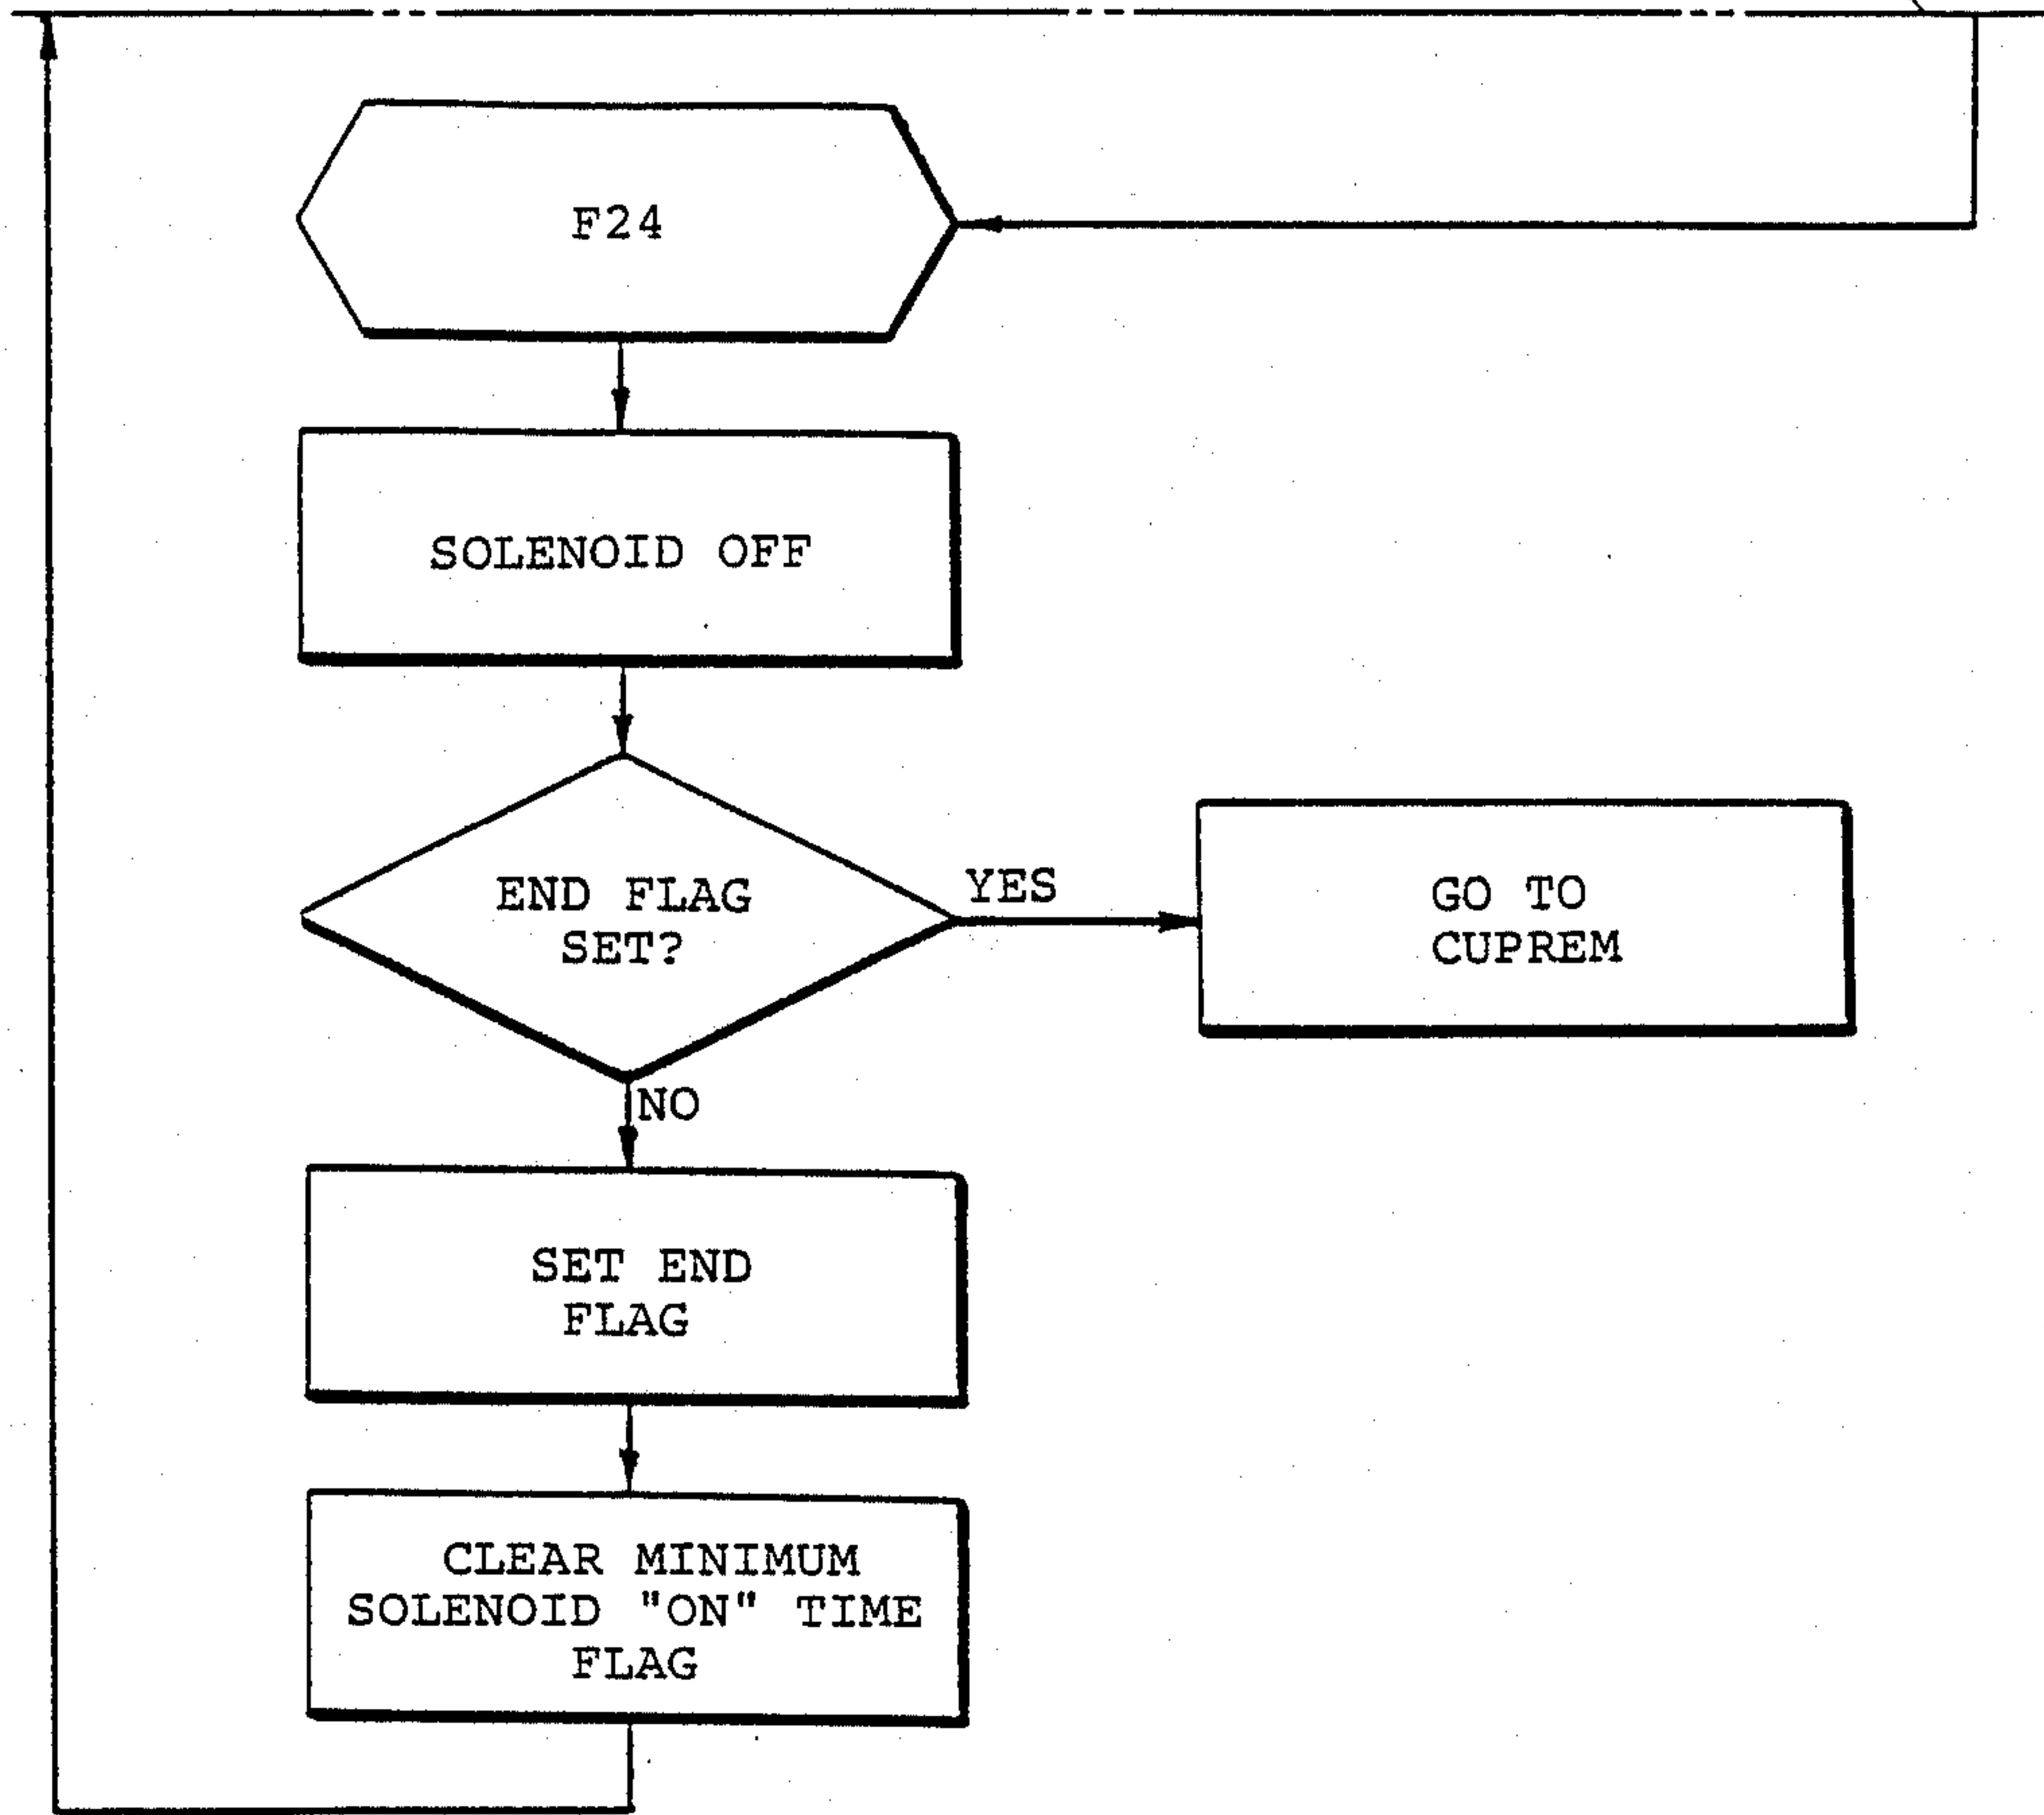 F24
SOLENOID OFF
END FLAG
SET?
YES
GO TO
CUPREM
NO
SET END
FLAG
CLEAR MINIMUM
SOLENOID "ON" TIME
FLAG